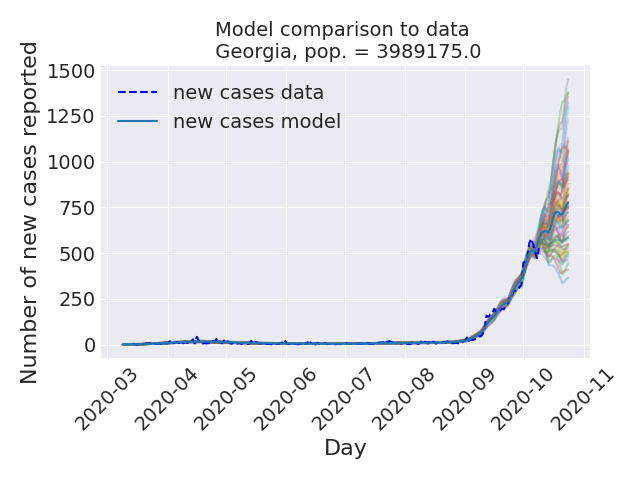 Model comparison to data
Georgia, pop. = 3989175.0
Number of new cases reported
1500
1250
1000
750
500
250
0
new cases data
new cases model
2020-03
2020-04
2020-05
2020-06
2020-07
2020-08
2020-09
2020-10
2020-11
Day